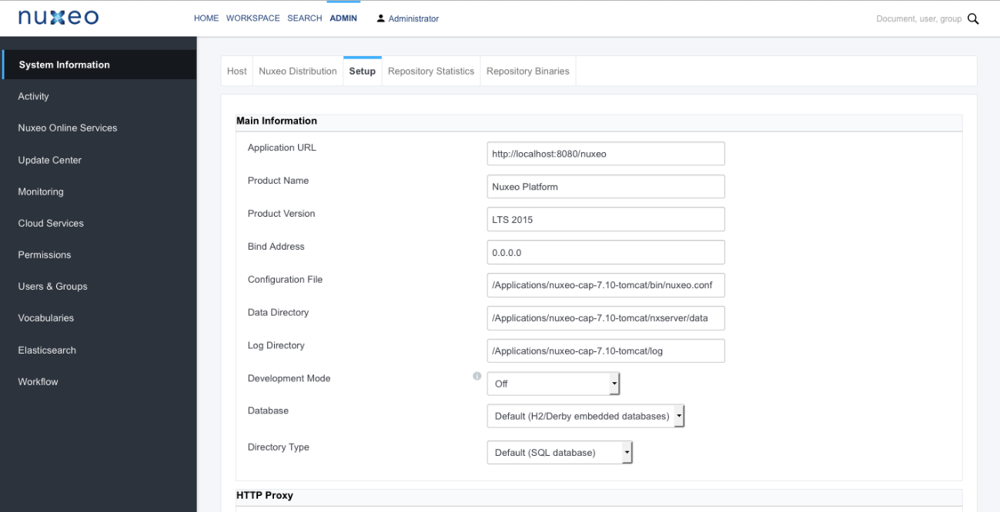 nuxeo HOME WORKSPACE SEARCH ADMIN Administrator Document, user, group
System Information
Activity
Nuxeo Online Services
Update Center
Monitoring
Cloud Services
Permissions
Users & Groups
Vocabularies
Elasticsearch
Workflow
Host Nuxeo Distribution Setup Repository Statistics Repository Binaries
Main Information
Application URL http://localhost:8080/nuxeo
Product Name Nuxeo Platform
Product Version LTS 2015
Bind Address 0.0.0.0
Configuration File /Applications/nuxeo-cap-7.10-tomcat/bin/nuxeo.conf
Data Directory /Applications/nuxeo-cap-7.10-tomcat/nxserver/data
Log Directory /Applications/nuxeo-cap-7.10-tomcat/log
Development Mode Off
Database Default (H2/Derby embedded databases)
Directory Type Default (SQL database)
HTTP Proxy